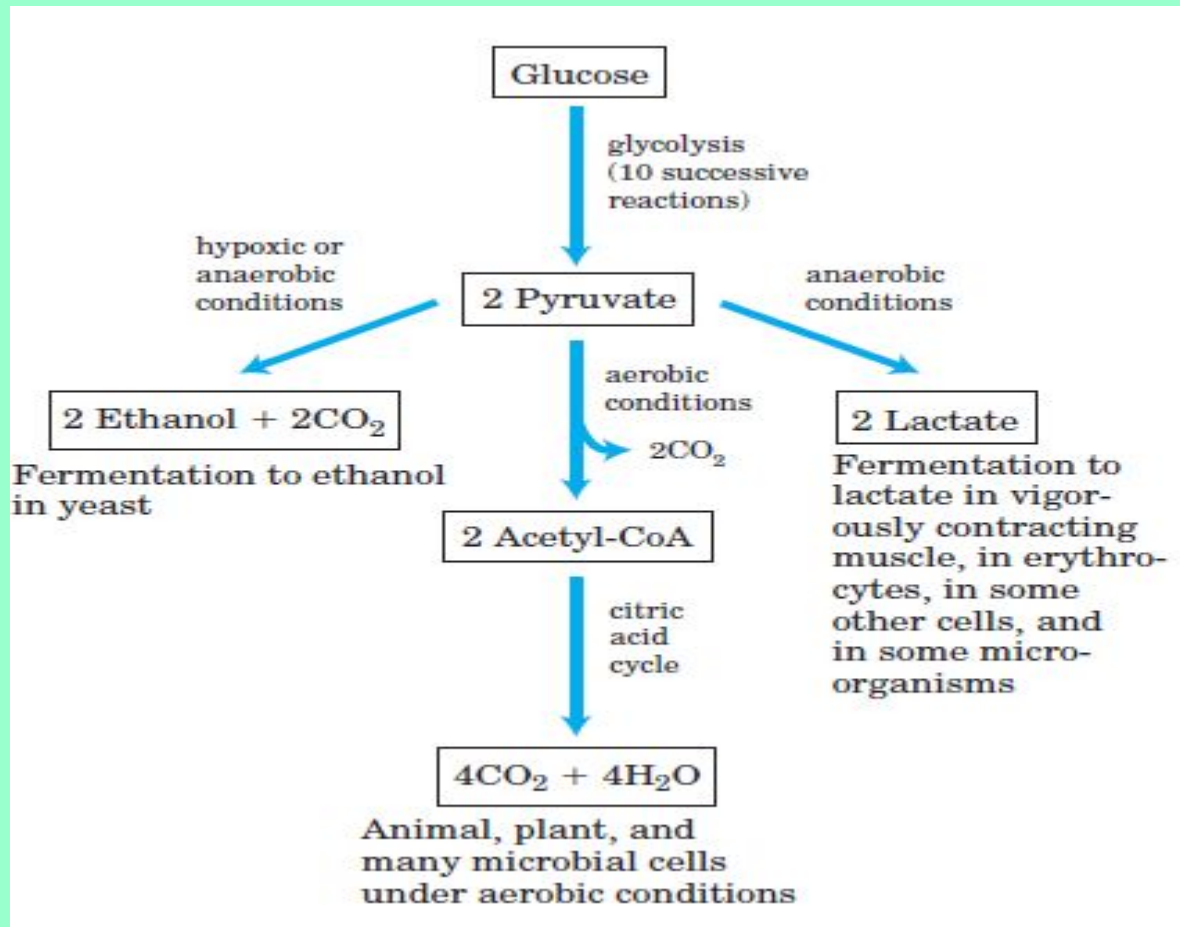 Glucose
glycolysis
(10 successive
reactions)
hypoxic or
anaerobic
conditions
2 Pyruvate
anaerobic
conditions
2 Ethanol + 2CO₂
Fermentation to ethanol
in yeast
aerobic
conditions
2CO₂
2 Lactate
Fermentation to
lactate in vigor-
ously contracting
muscle, in erythro-
cytes, in some
other cells, and
in some micro-
organisms
2 Acetyl-CoA
citric
acid
cycle
4CO₂ + 4H₂O
Animal, plant, and
many microbial cells
under aerobic conditions